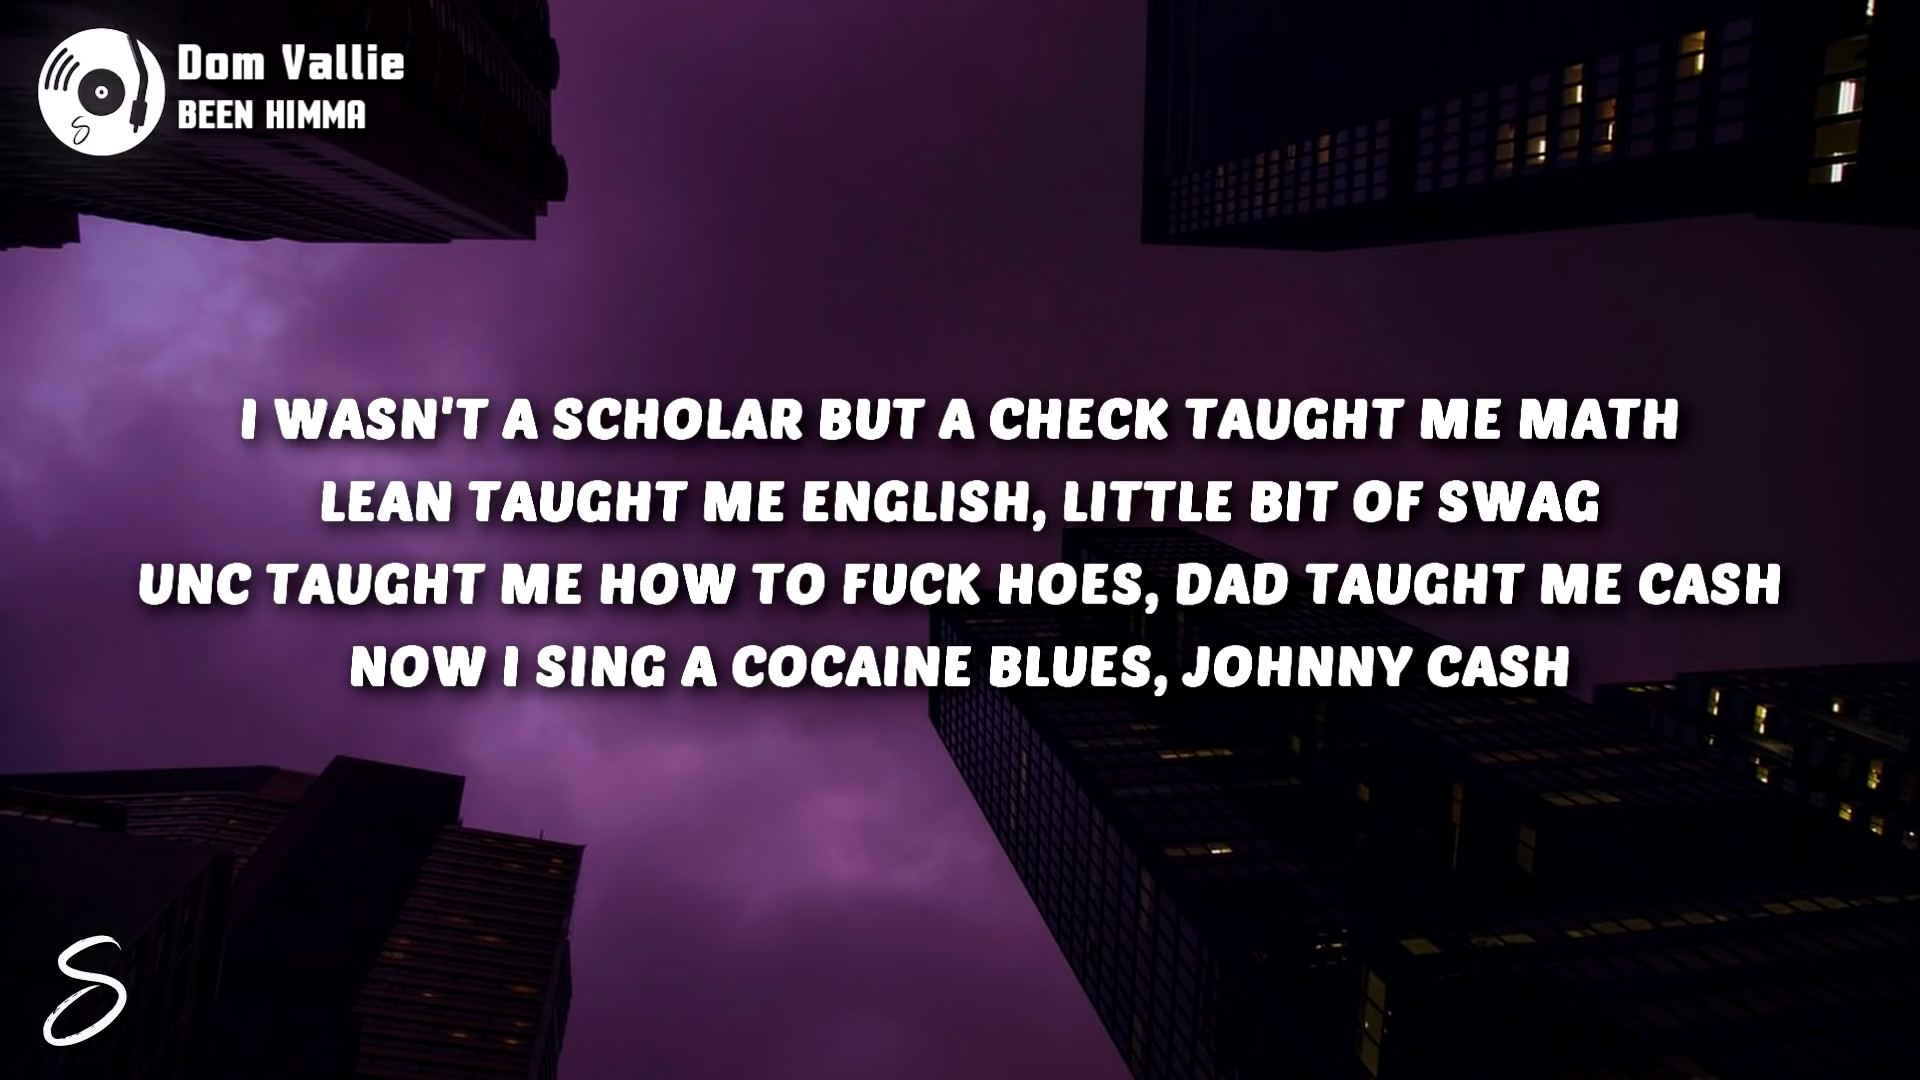 Dom Vallie
BEEN HIMMA
I WASN'T A SCHOLAR BUT A CHECK TAUGHT ME MATH
LEAN TAUGHT ME ENGLISH, LITTLE BIT OF SWAG
UNC TAUGHT ME HOW TO FUCK HOES, DAD TAUGHT ME CASH
NOW I SING A COCAINE BLUES, JOHNNY CASH
S